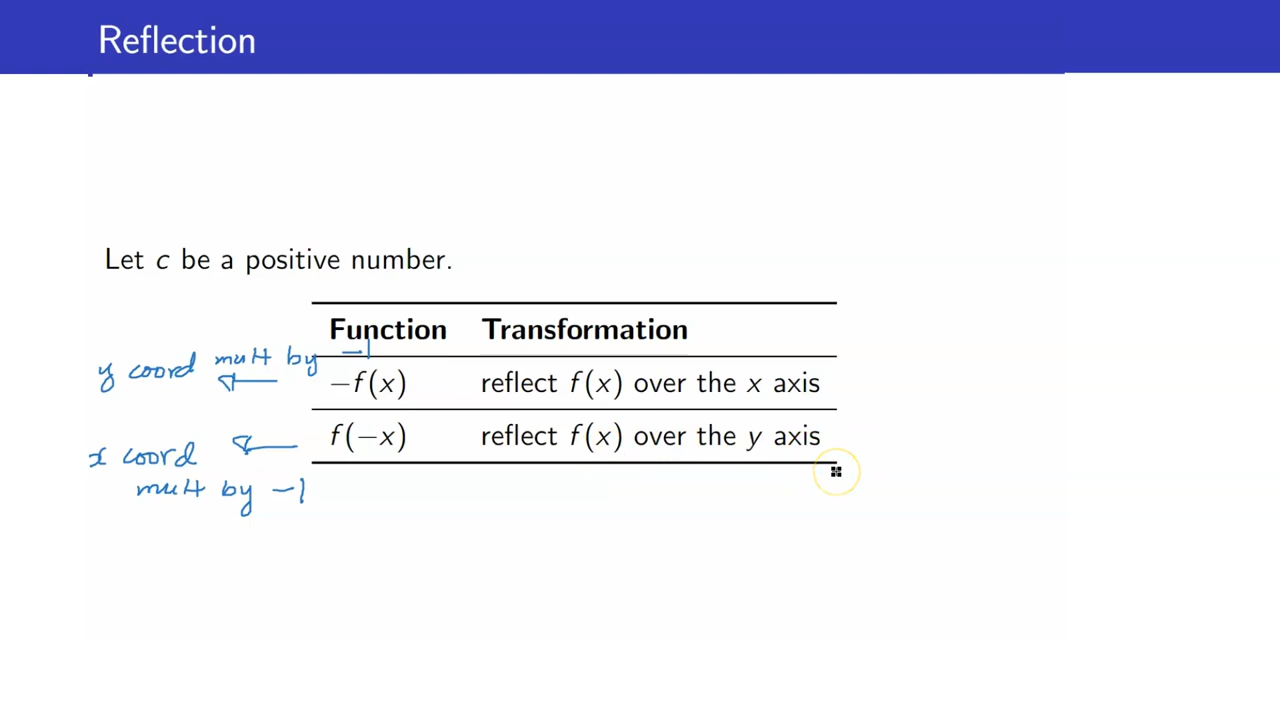 Reflection
Let c be a positive number.
Function Transformation
y coord mult by −1
−f(x) reflect f(x) over the x axis
f(−x) reflect f(x) over the y axis
x coord
mult by −1